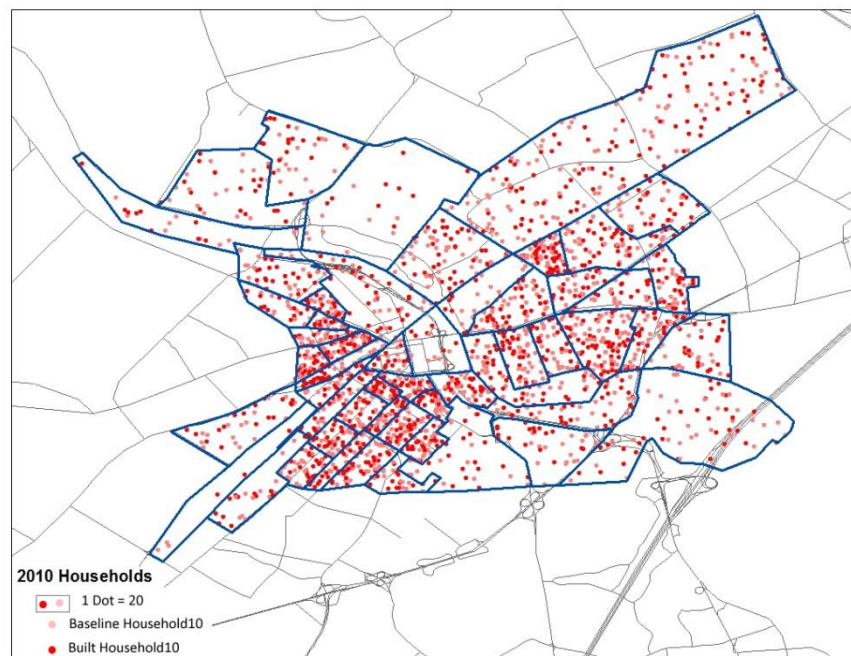 2010 Households
1 Dot = 20
Baseline Household10
Built Household10